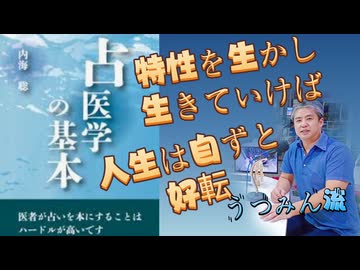 内海 聡
占医学の基本
医者が占いを本にすることは
ハードルが高いです
特性を生かし
生きていけば
人生は自ずと
好転
うつみん流